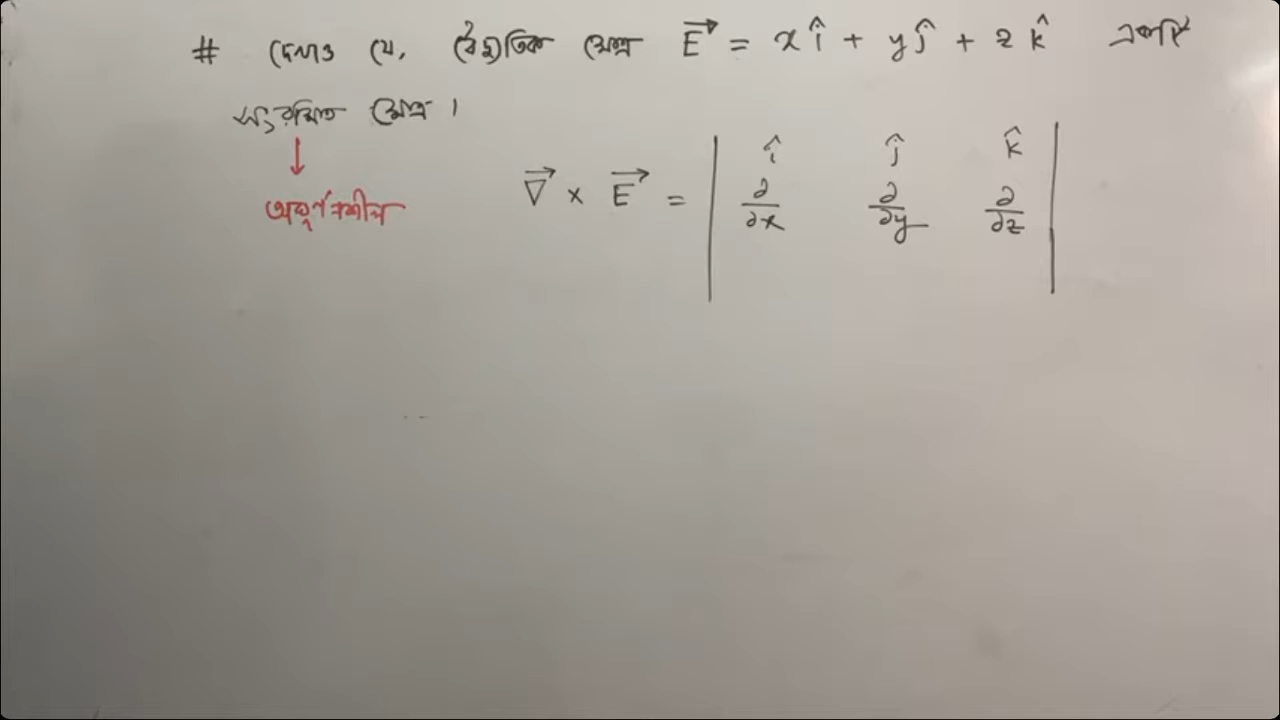 # দেখাও যে, বৈদ্যুতিক ক্ষেত্র E⃗ = x î + y ĵ + z k̂ একটি
সংরক্ষিত ক্ষেত্র ।
↓
অঘূর্ণনশীল
∇⃗ × E⃗ = | î ĵ k̂ |
| ∂/∂x ∂/∂y ∂/∂z |